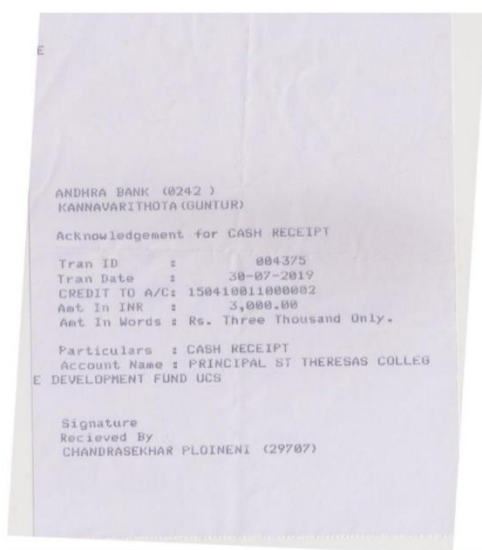 E
ANDHRA BANK (0242 )
KANNAVARITHOTA(GUNTUR)
Acknowledgement for CASH RECEIPT
Tran ID : 004375
Tran Date : 30-07-2019
CREDIT TO A/C: 150410011000002
Amt In INR : 3,000.00
Amt In Words : Rs. Three Thousand Only.
Particulars : CASH RECEIPT
Account Name : PRINCIPAL ST THERESAS COLLEG
E DEVELOPMENT FUND UCS
Signature
Recieved By
CHANDRASEKHAR PLOINENI (29707)